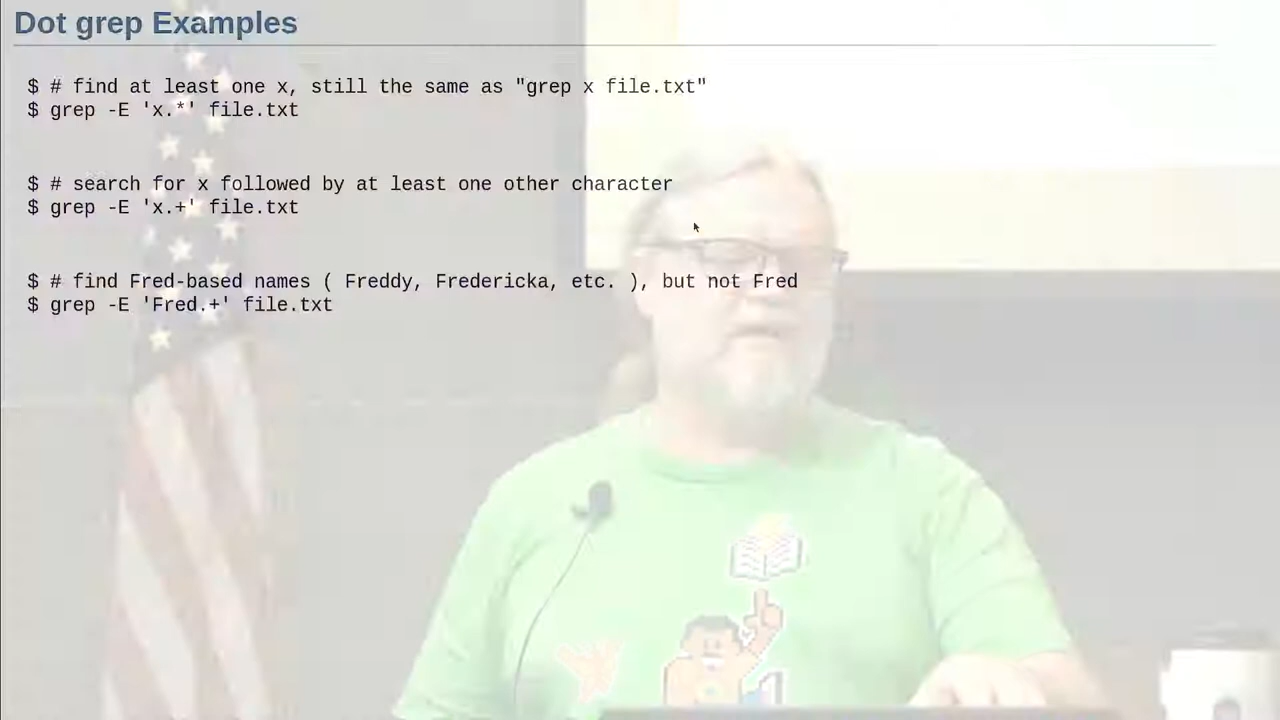 Dot grep Examples
$ # find at least one x, still the same as "grep x file.txt"
$ grep -E 'x.*' file.txt
$ # search for x followed by at least one other character
$ grep -E 'x.+' file.txt
$ # find Fred-based names ( Freddy, Fredericka, etc. ), but not Fred
$ grep -E 'Fred.+' file.txt